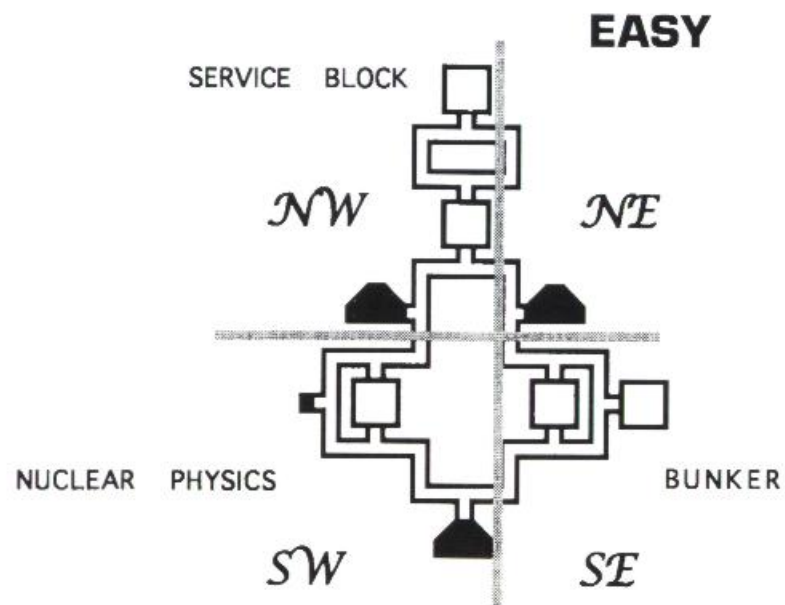 EASY
SERVICE BLOCK
NW
NE
NUCLEAR PHYSICS
BUNKER
SW
SE